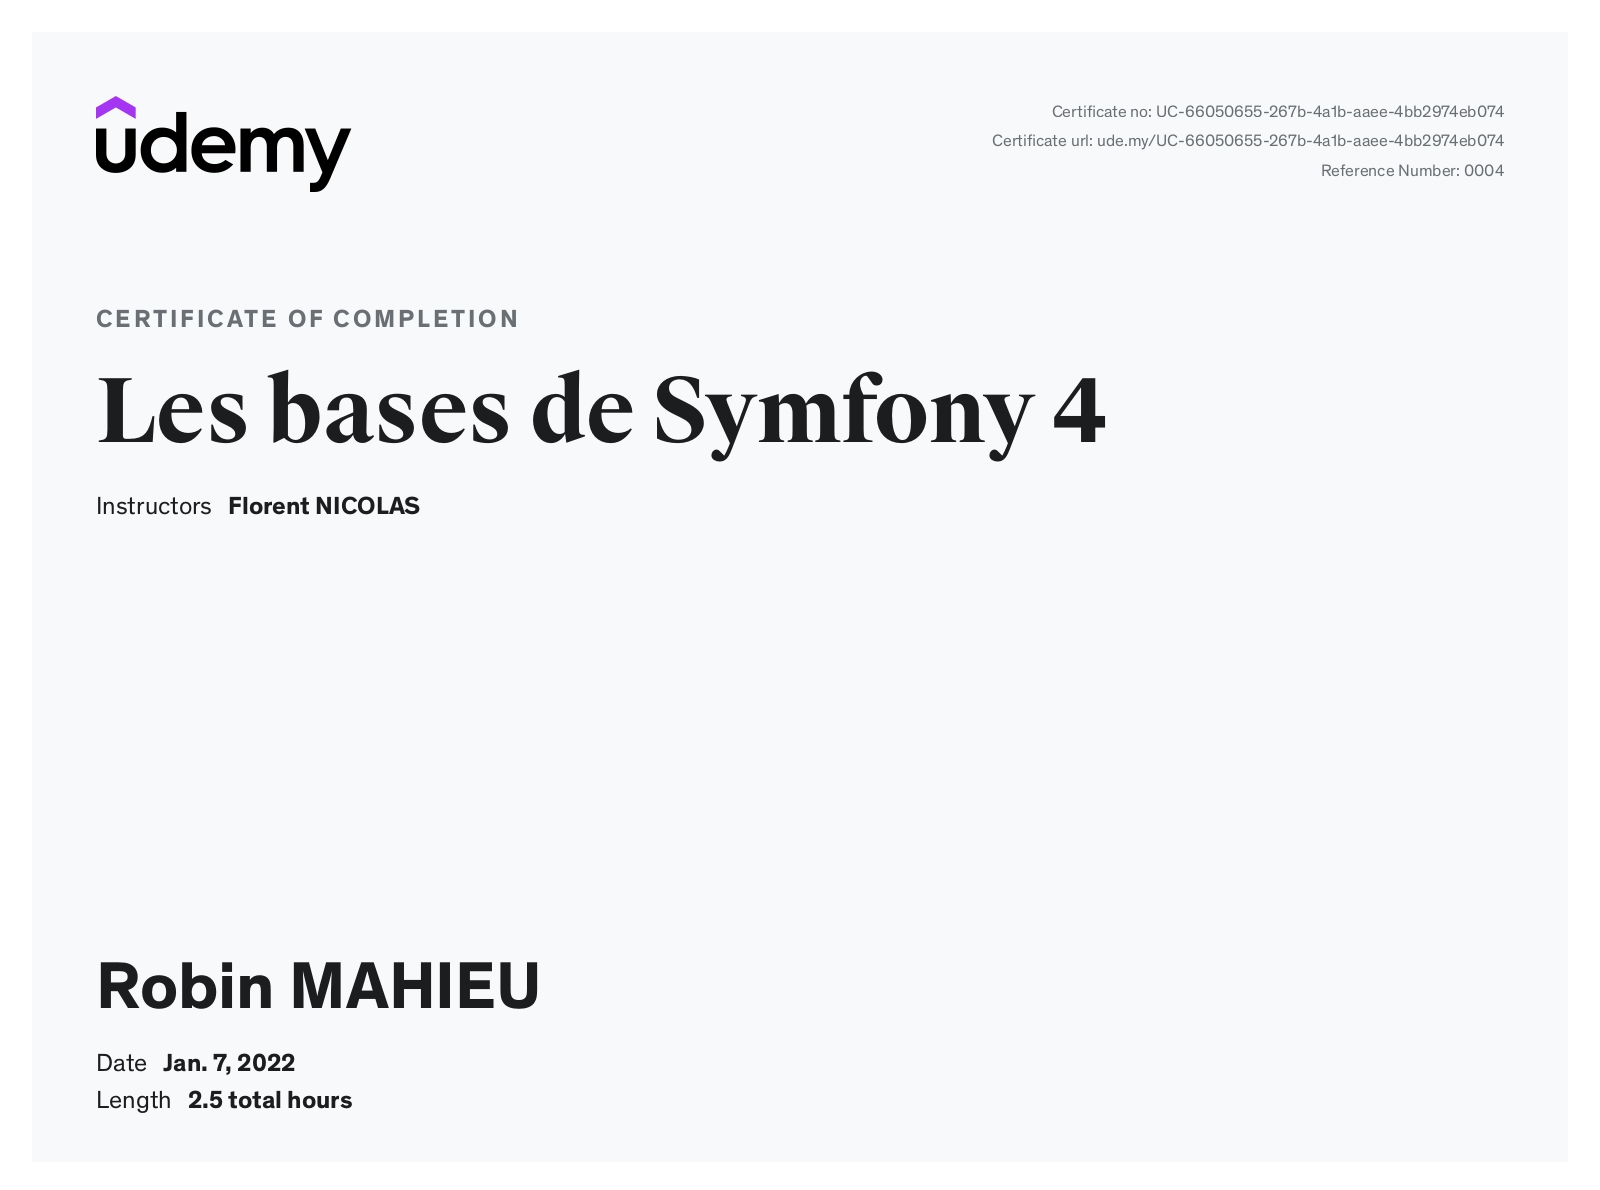 udemy
Certificate no: UC-66050655-267b-4a1b-aaee-4bb2974eb074
Certificate url: ude.my/UC-66050655-267b-4a1b-aaee-4bb2974eb074
Reference Number: 0004
CERTIFICATE OF COMPLETION
Les bases de Symfony 4
Instructors Florent NICOLAS
Robin MAHIEU
Date Jan. 7, 2022
Length 2.5 total hours